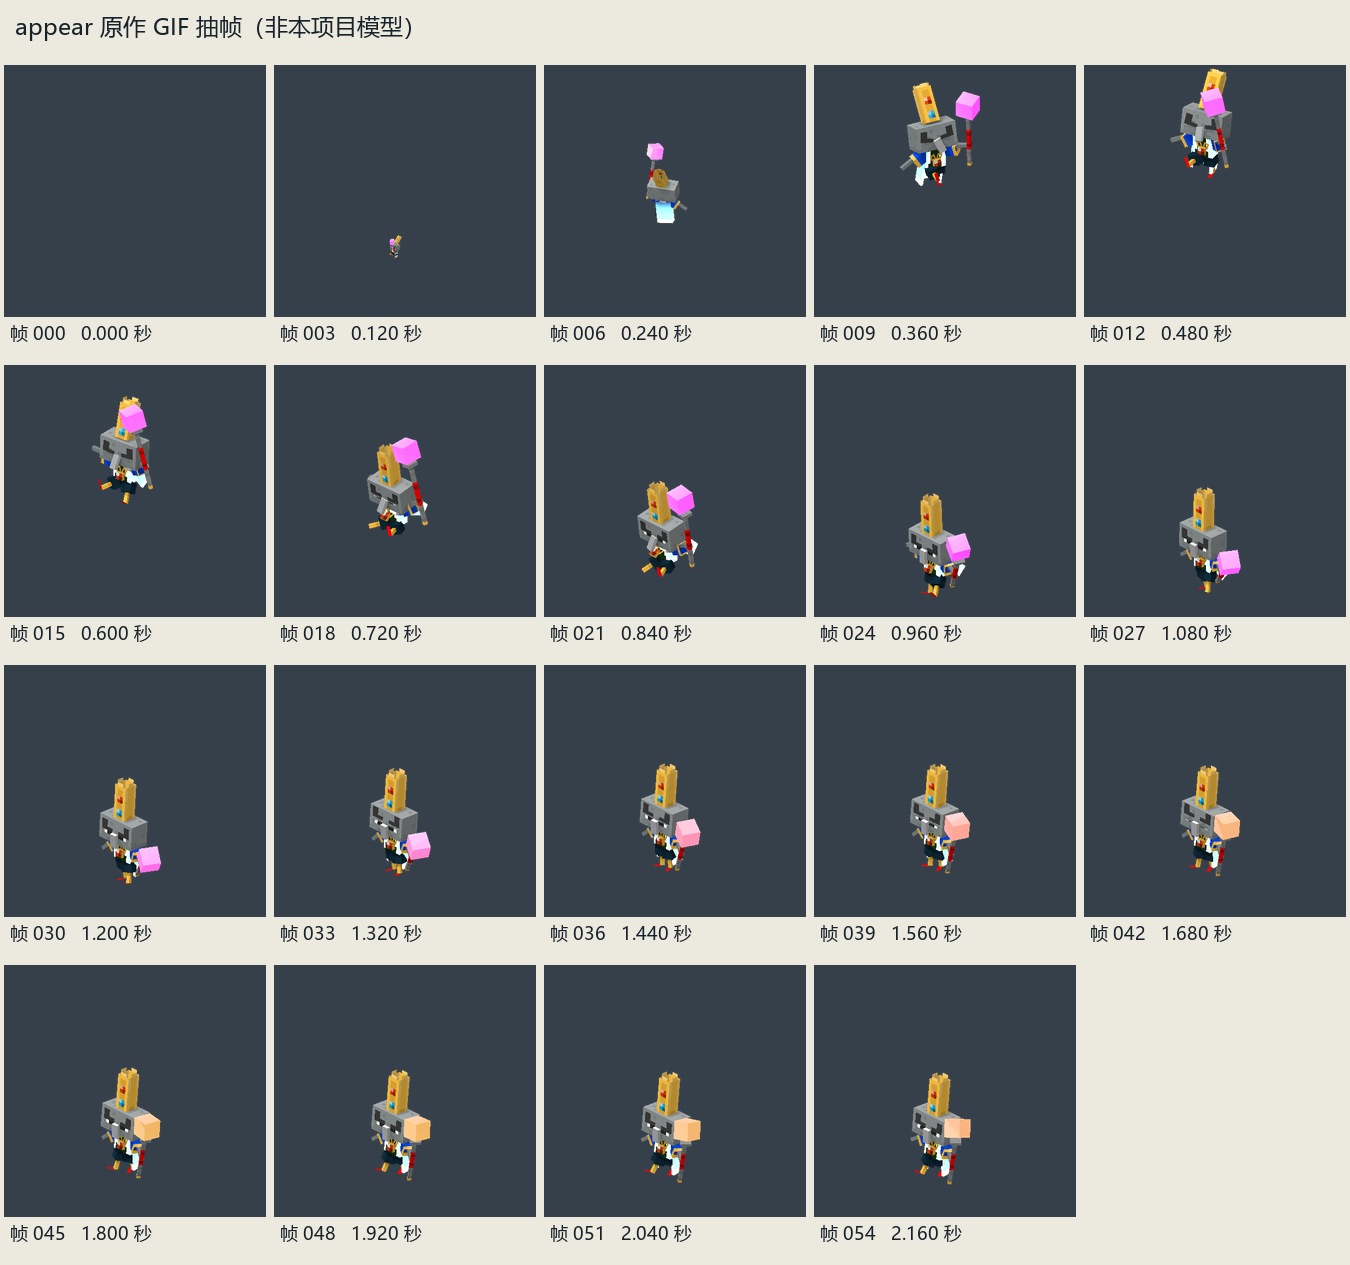 appear 原作 GIF 抽帧（非本项目模型）
帧 000 0.000 秒
帧 003 0.120 秒
帧 006 0.240 秒
帧 009 0.360 秒
帧 012 0.480 秒
帧 015 0.600 秒
帧 018 0.720 秒
帧 021 0.840 秒
帧 024 0.960 秒
帧 027 1.080 秒
帧 030 1.200 秒
帧 033 1.320 秒
帧 036 1.440 秒
帧 039 1.560 秒
帧 042 1.680 秒
帧 045 1.800 秒
帧 048 1.920 秒
帧 051 2.040 秒
帧 054 2.160 秒